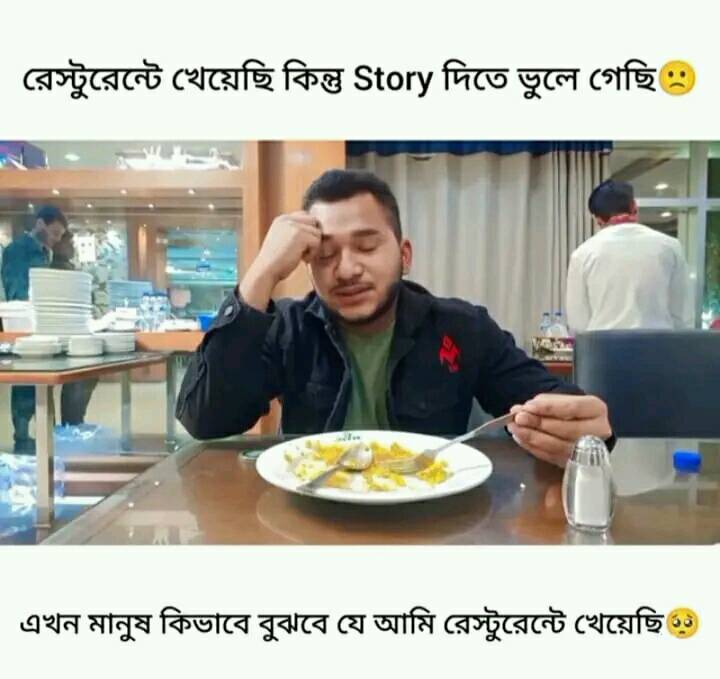 রেস্টুরেন্টে খেয়েছি কিন্তু Story দিতে ভুলে গেছি🙁
এখন মানুষ কিভাবে বুঝবে যে আমি রেস্টুরেন্টে খেয়েছি🥺